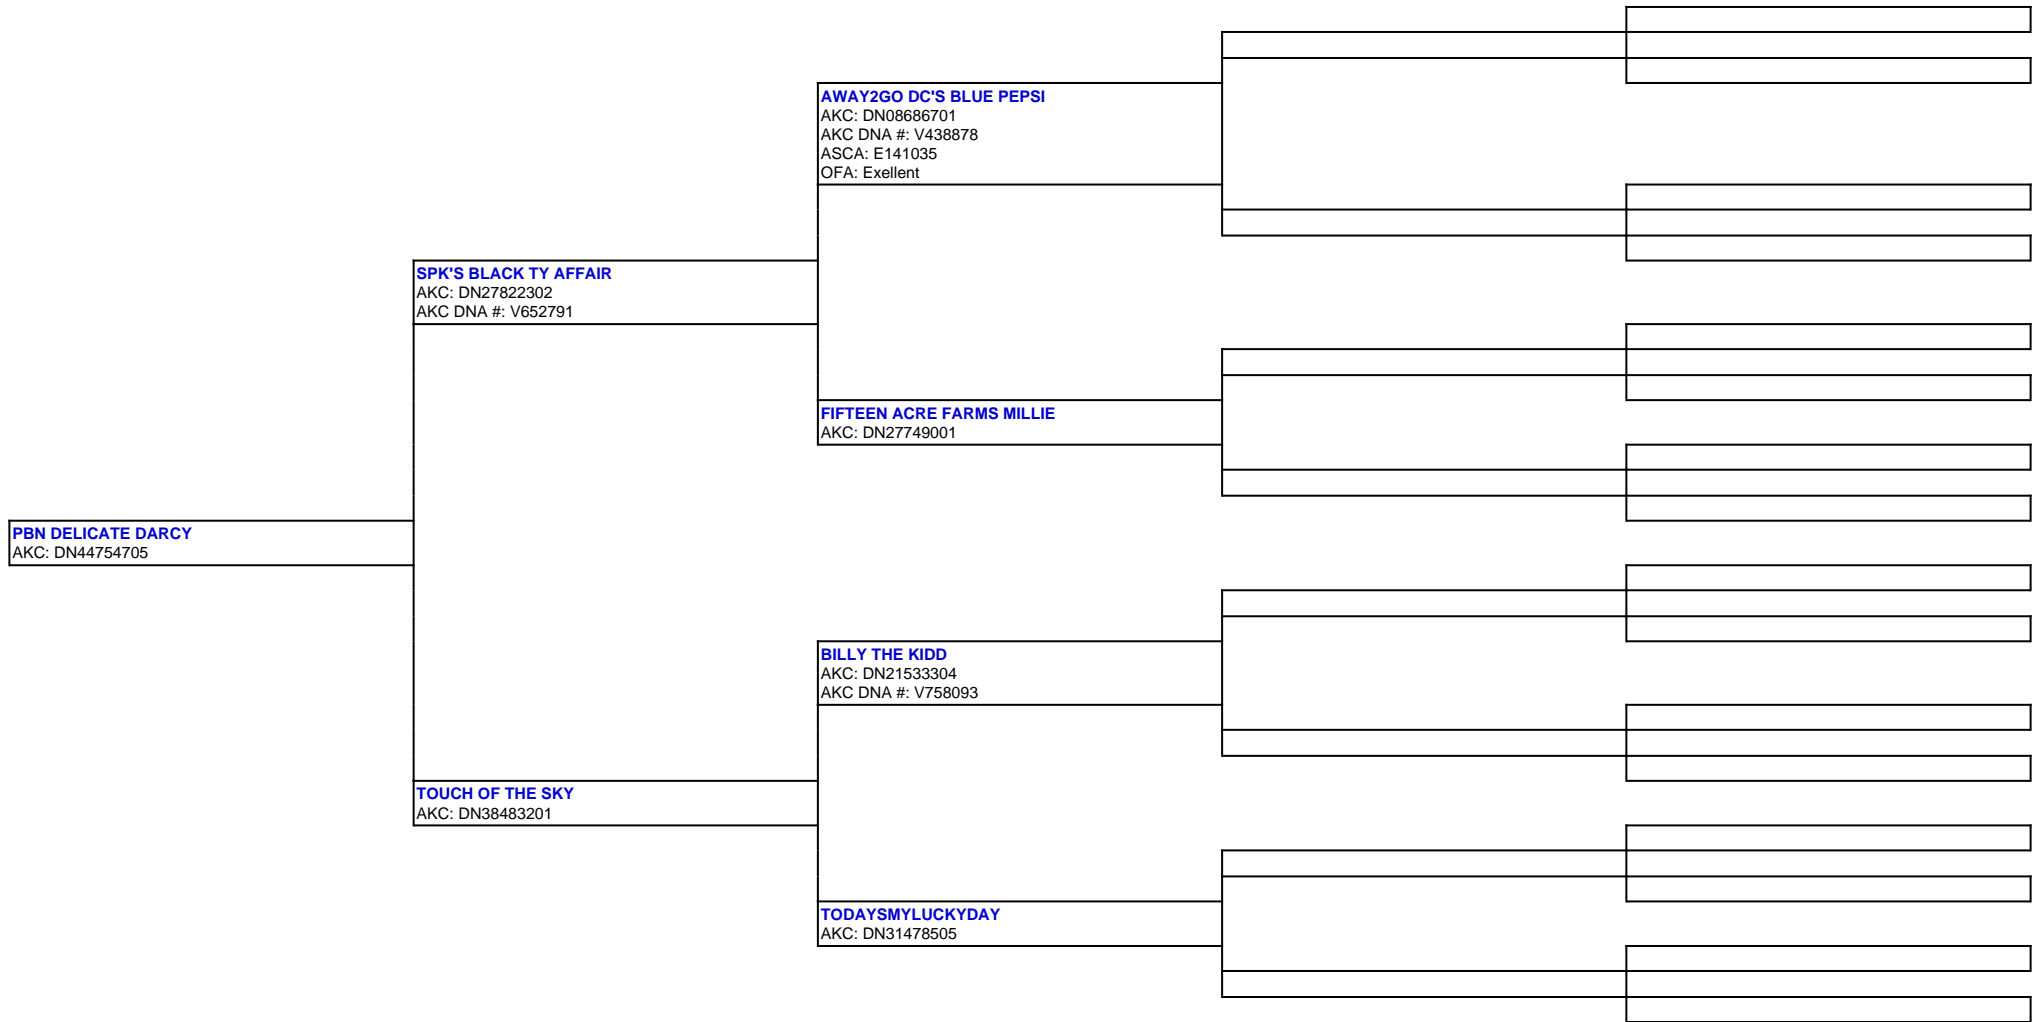 AWAY2GO DC'S BLUE PEPSI
AKC: DN08686701
AKC DNA #: V438878
ASCA: E141035
OFA: Exellent
SPK'S BLACK TY AFFAIR
AKC: DN27822302
AKC DNA #: V652791
FIFTEEN ACRE FARMS MILLIE
AKC: DN27749001
PBN DELICATE DARCY
AKC: DN44754705
BILLY THE KIDD
AKC: DN21533304
AKC DNA #: V758093
TOUCH OF THE SKY
AKC: DN38483201
TODAYSMYLUCKYDAY
AKC: DN31478505